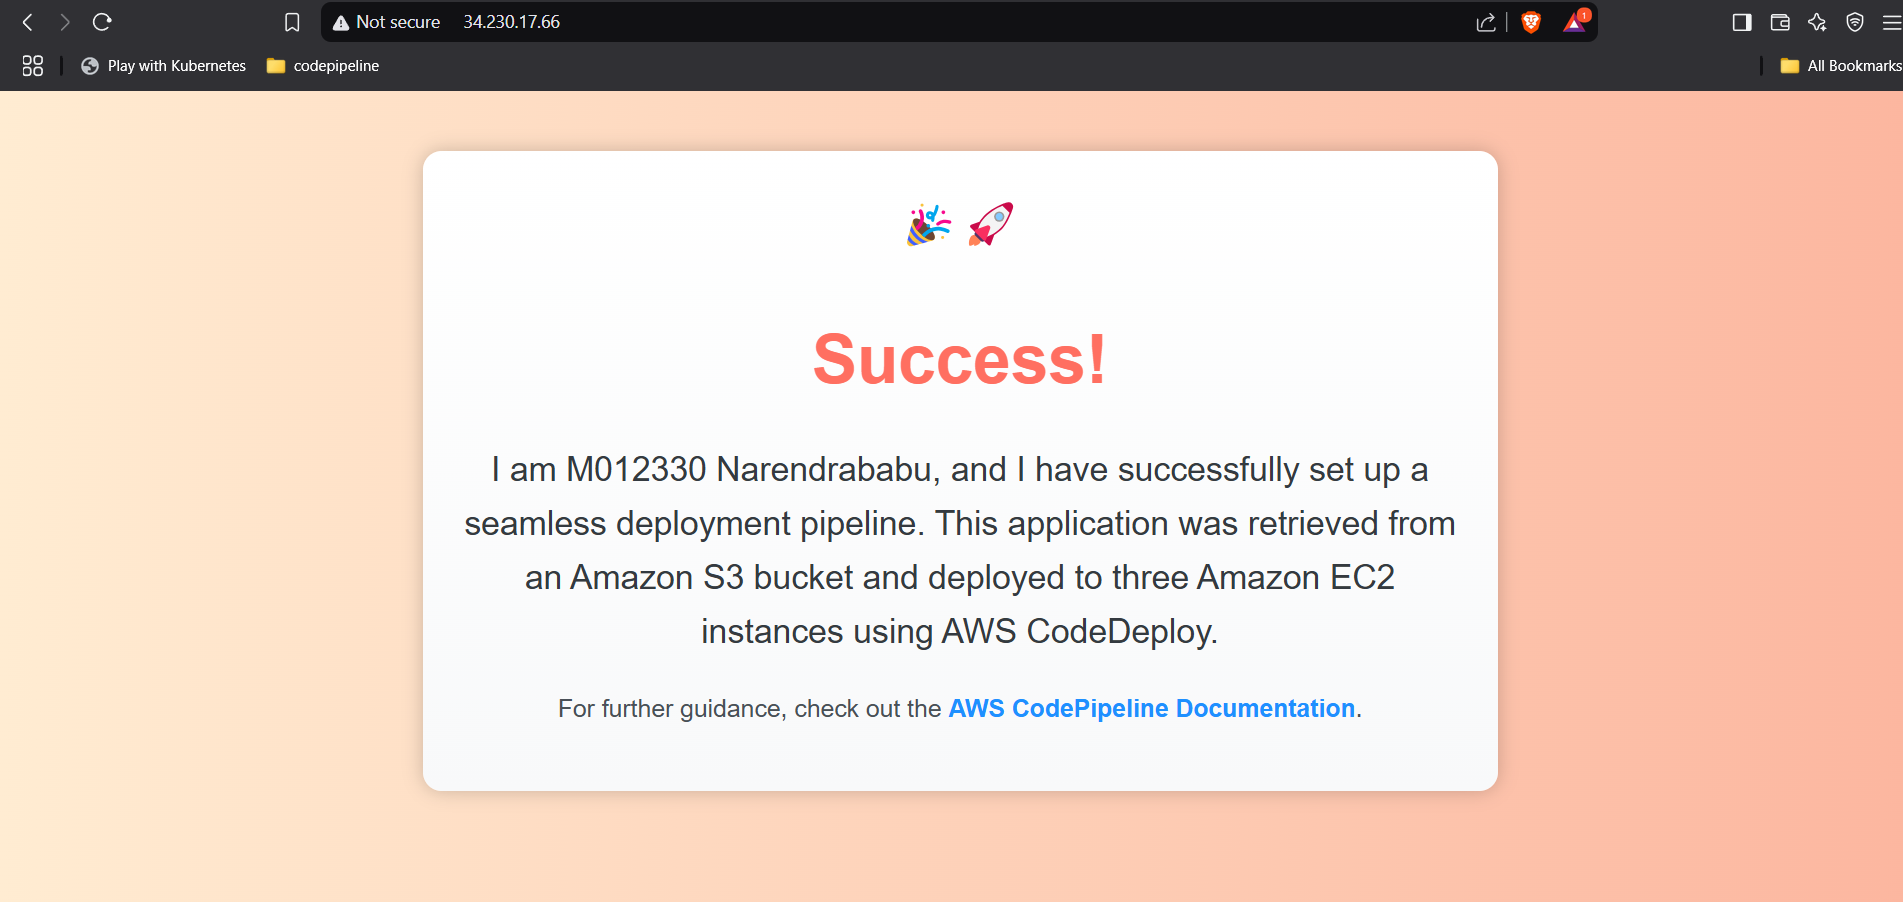 Not secure 34.230.17.66
1
Play with Kubernetes codepipeline All Bookmarks
Success!
I am M012330 Narendrababu, and I have successfully set up a
seamless deployment pipeline. This application was retrieved from
an Amazon S3 bucket and deployed to three Amazon EC2
instances using AWS CodeDeploy.
For further guidance, check out the AWS CodePipeline Documentation.